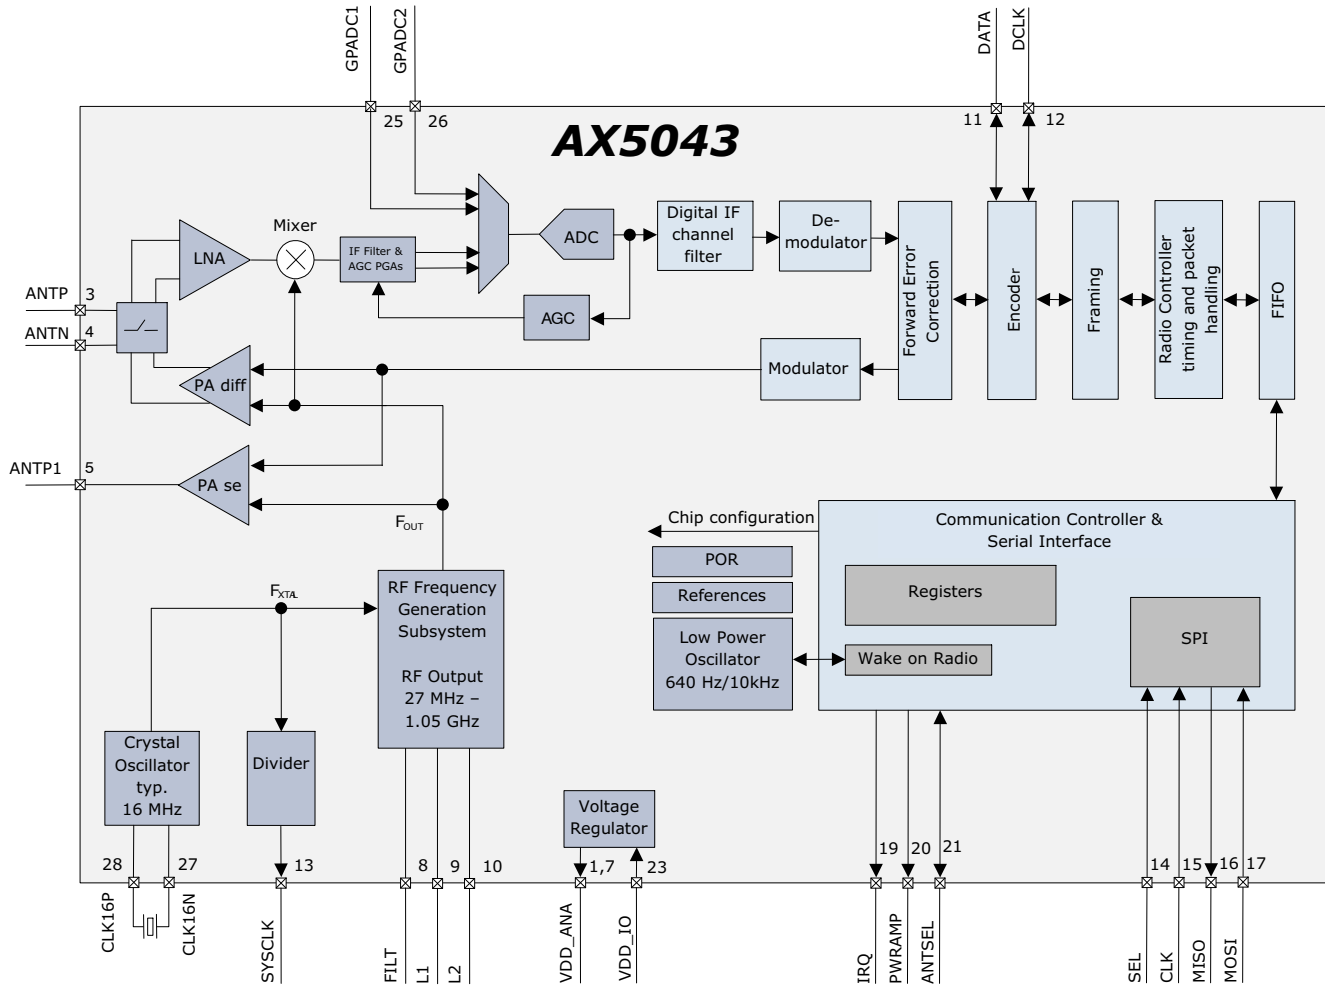 GPADC1
GPADC2
DATA
DCLK
25
26
11
12
AX5043
Mixer
LNA
IF Filter &
AGC PGAs
ADC
AGC
Digital IF
channel
filter
De-
modulator
Forward Error
Correction
Encoder
Framing
Radio Controller
timing and packet
handling
FIFO
ANTP
3
ANTN
4
PA diff
Modulator
ANTP1
5
PA se
FOUT
Chip configuration
Communication Controller &
Serial Interface
POR
References
Registers
Low Power
Oscillator
640 Hz/10kHz
Wake on Radio
SPI
FXTAL
RF Frequency
Generation
Subsystem
RF Output
27 MHz –
1.05 GHz
Crystal
Oscillator
typ.
16 MHz
Divider
Voltage
Regulator
28
27
13
8
9
10
1,7
23
19
20
21
14
15
16
17
CLK16P
CLK16N
SYSCLK
FILT
L1
L2
VDD_ANA
VDD_IO
IRQ
PWRAMP
ANTSEL
SEL
CLK
MISO
MOSI